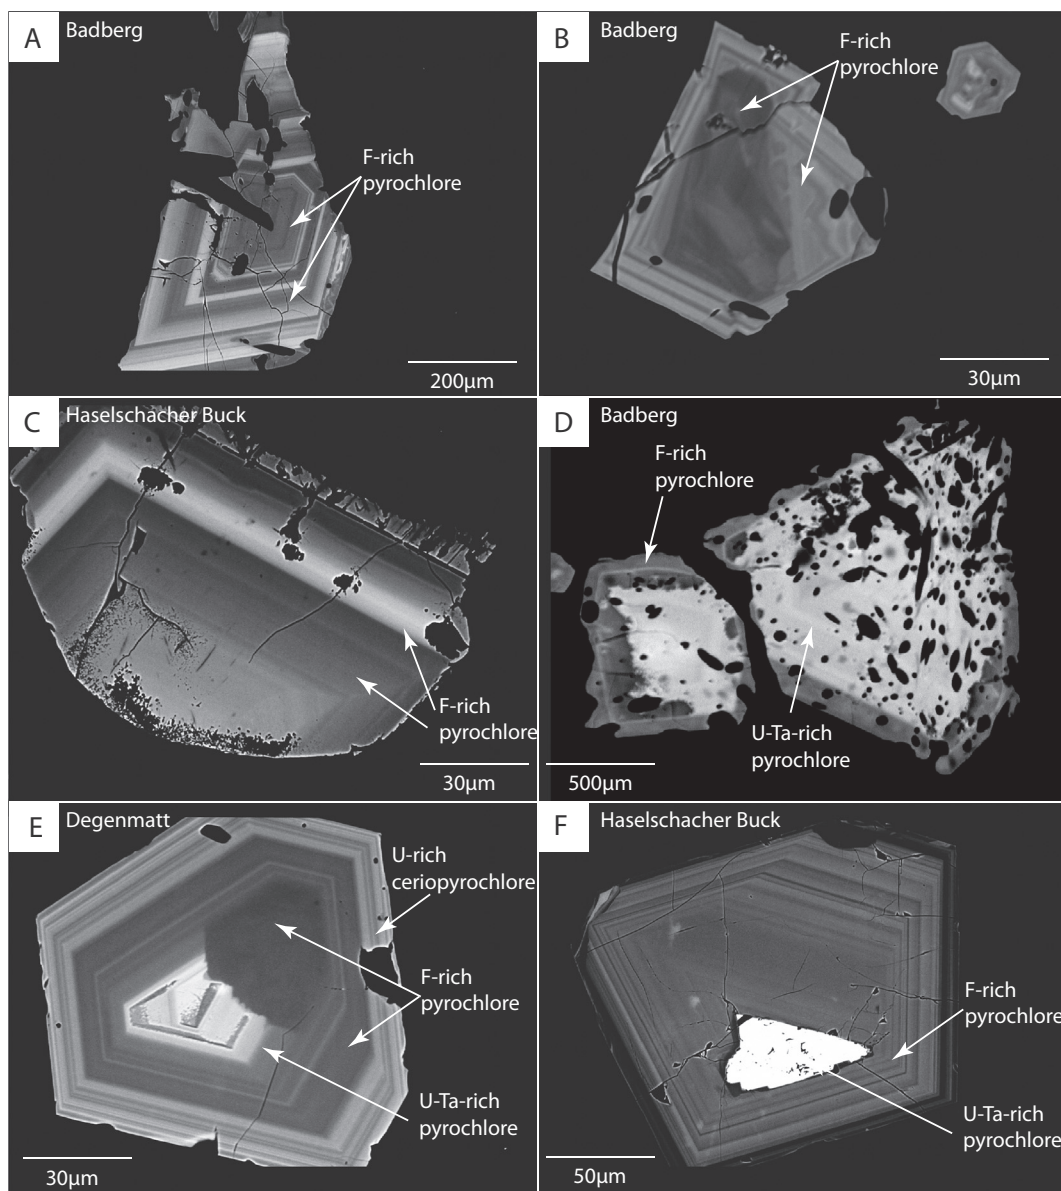 A
Badberg
F-rich
pyrochlore
200µm
B
Badberg
F-rich
pyrochlore
30µm
C
Haselschacher Buck
F-rich
pyrochlore
30µm
D
Badberg
F-rich
pyrochlore
U-Ta-rich
pyrochlore
500µm
E
Degenmatt
U-rich
ceriopyrochlore
F-rich
pyrochlore
U-Ta-rich
pyrochlore
30µm
F
Haselschacher Buck
F-rich
pyrochlore
U-Ta-rich
pyrochlore
50µm